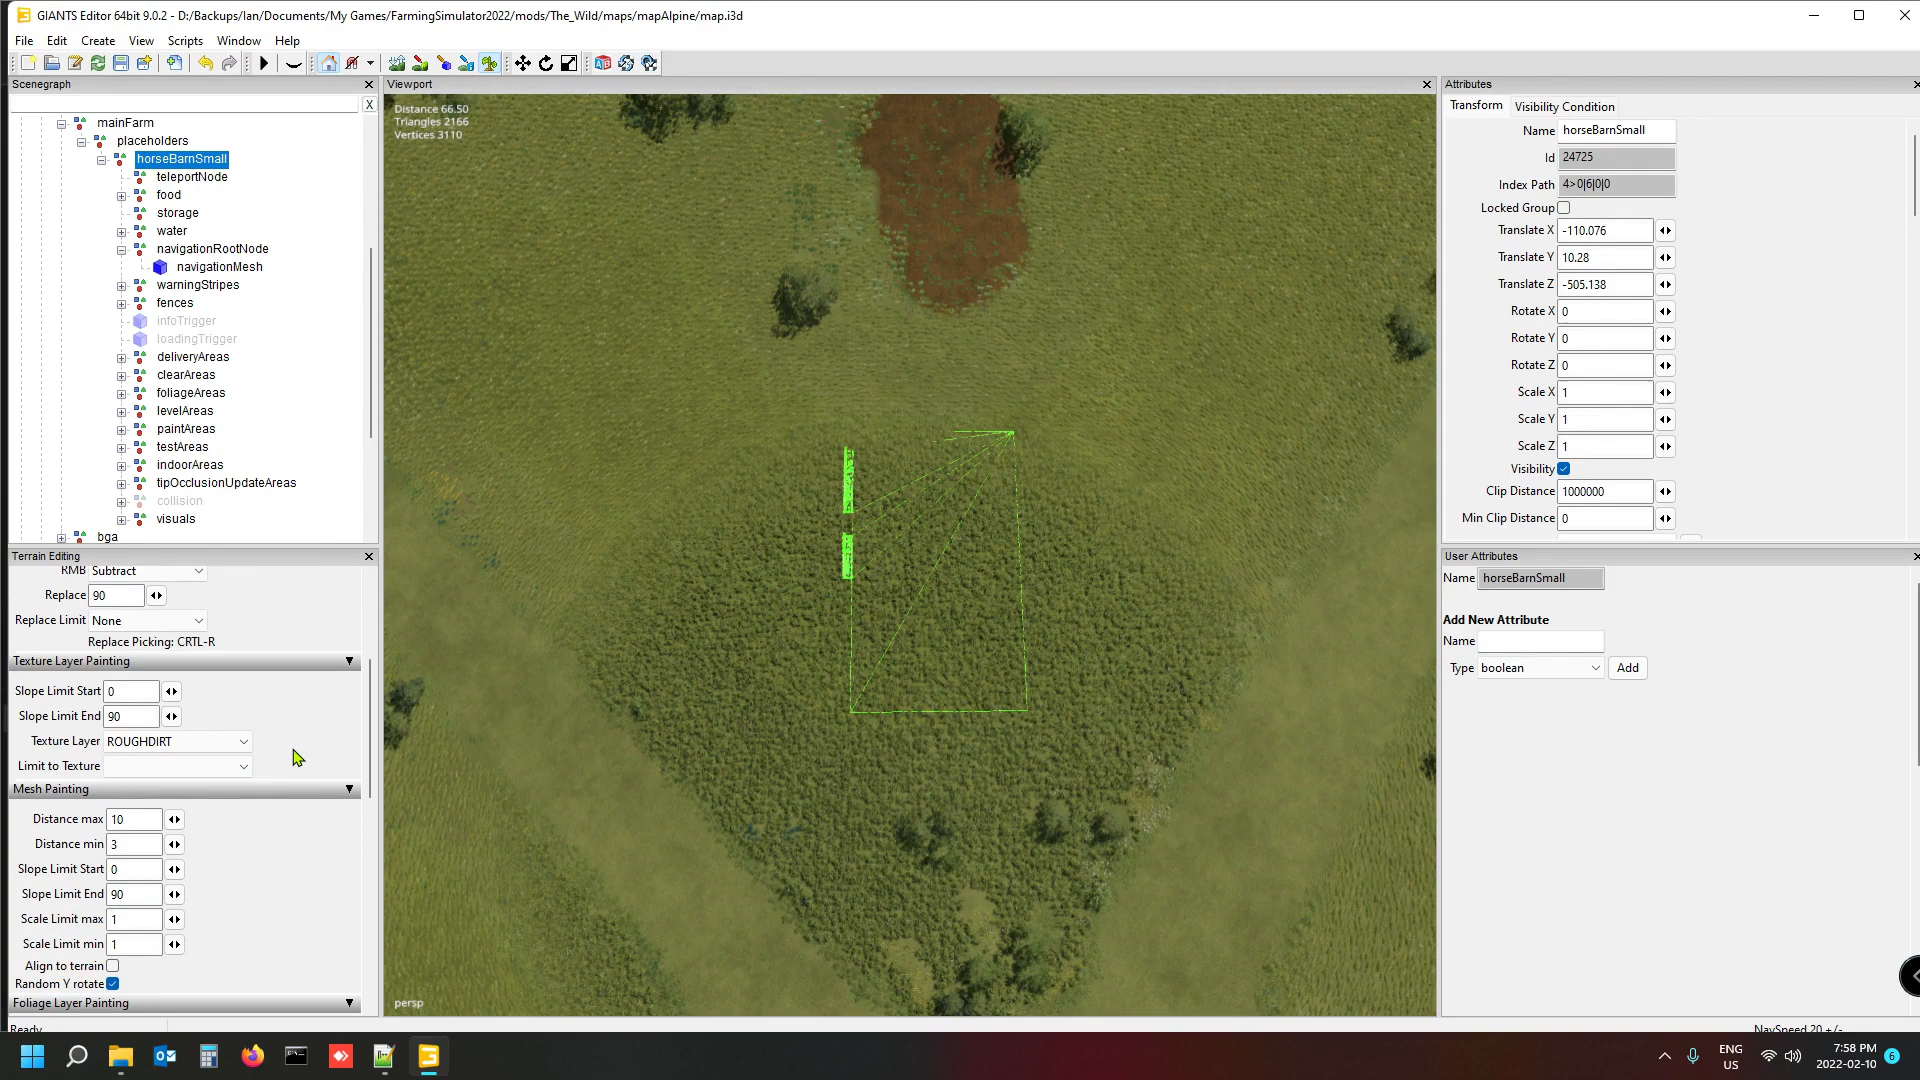 GIANTS Editor 64bit 9.0.2 - D:/Backups/Ian/Documents/My Games/FarmingSimulator2022/mods/The_Wild/maps/mapAlpine/map.i3d
File Edit Create View Scripts Window Help
Scenegraph
X
mainFarm
placeholders
horseBarnSmall
teleportNode
food
storage
water
navigationRootNode
navigationMesh
warningStripes
fences
infoTrigger
loadingTrigger
deliveryAreas
clearAreas
foliageAreas
levelAreas
paintAreas
testAreas
indoorAreas
tipOcclusionUpdateAreas
collision
visuals
bga
Terrain Editing
RMB Subtract
Replace 90
Replace Limit None
Replace Picking: CRTL-R
Texture Layer Painting
Slope Limit Start 0
Slope Limit End 90
Texture Layer ROUGHDIRT
Limit to Texture
Mesh Painting
Distance max 10
Distance min 3
Slope Limit Start 0
Slope Limit End 90
Scale Limit max 1
Scale Limit min 1
Align to terrain
Random Y rotate
Foliage Layer Painting
Ready
Viewport
Distance 66.50
Triangles 2166
Vertices 3110
persp
Attributes
Transform Visibility Condition
Name horseBarnSmall
Id 24725
Index Path 4>0|6|0|0
Locked Group
Translate X -110.076
Translate Y 10.28
Translate Z -505.138
Rotate X 0
Rotate Y 0
Rotate Z 0
Scale X 1
Scale Y 1
Scale Z 1
Visibility
Clip Distance 1000000
Min Clip Distance 0
User Attributes
Name horseBarnSmall
Add New Attribute
Name
Type boolean Add
NavSpeed 20 +/-
ENG
US
7:58 PM
2022-02-10
6